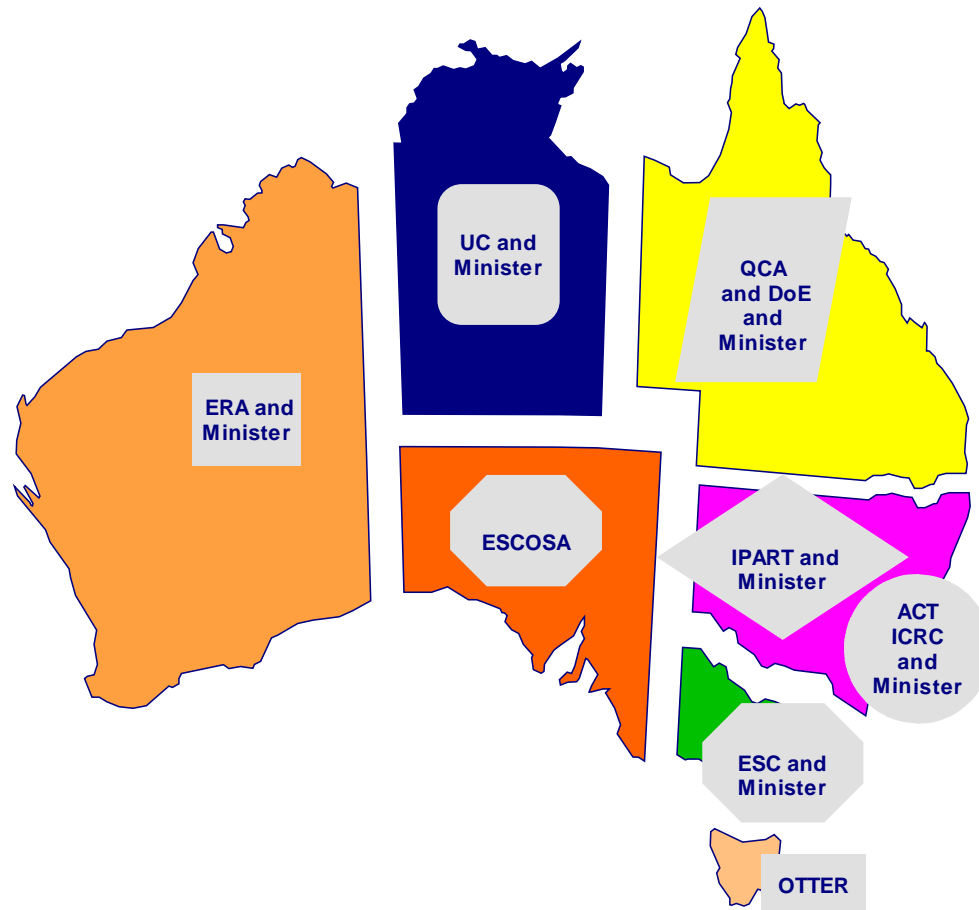 UC and
Minister
QCA
and DoE
and
Minister
ERA and
Minister
ESCOSA
IPART and
Minister
ACT
ICRC
and
Minister
ESC and
Minister
OTTER